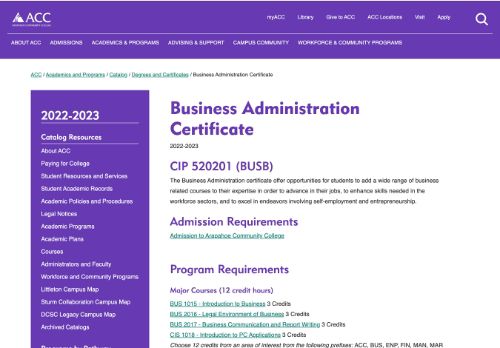 ACC
myACC Library Give to ACC ACC Locations Visit Apply
ABOUT ACC ADMISSIONS ACADEMICS & PROGRAMS ADVISING & SUPPORT CAMPUS COMMUNITY WORKFORCE & COMMUNITY PROGRAMS
ACC / Academics and Programs / Catalog / Degrees and Certificates / Business Administration Certificate
2022-2023
Catalog Resources
About ACC
Paying for College
Student Resources and Services
Student Academic Records
Academic Policies and Procedures
Legal Notices
Academic Programs
Academic Plans
Courses
Administrators and Faculty
Workforce and Community Programs
Littleton Campus Map
Sturm Collaboration Campus Map
DCSC Legacy Campus Map
Archived Catalogs
Business Administration
Certificate
2022-2023
CIP 520201 (BUSB)
The Business Administration certificate offer opportunities for students to add a wide range of business
related courses to their expertise in order to advance in their jobs, to enhance skills needed in the
workforce sectors, and to excel in endeavors involving self-employment and entrepreneurship.
Admission Requirements
Admission to Arapahoe Community College
Program Requirements
Major Courses (12 credit hours)
BUS 1015 - Introduction to Business 3 Credits
BUS 2016 - Legal Environment of Business 3 Credits
BUS 2017 - Business Communication and Report Writing 3 Credits
CIS 1018 - Introduction to PC Applications 3 Credits
Choose 12 credits from an area of interest from the following prefixes: ACC, BUS, ENP, FIN, MAN, MAR